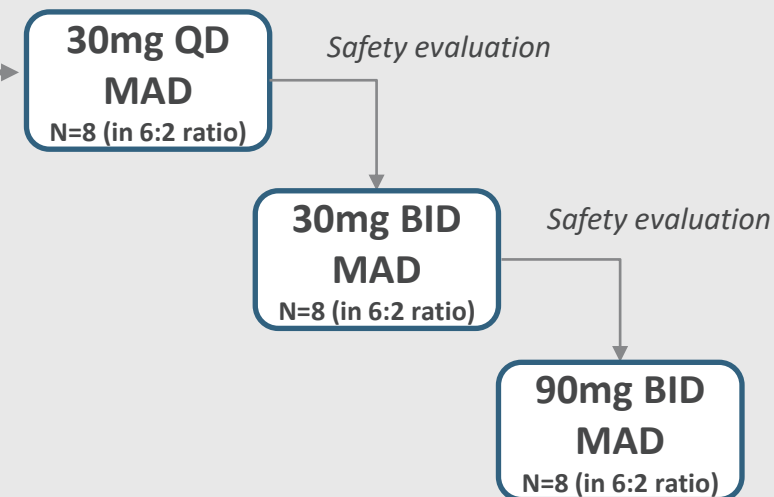 30mg QD
MAD
N=8 (in 6:2 ratio)
Safety evaluation
30mg BID
MAD
N=8 (in 6:2 ratio)
Safety evaluation
90mg BID
MAD
N=8 (in 6:2 ratio)